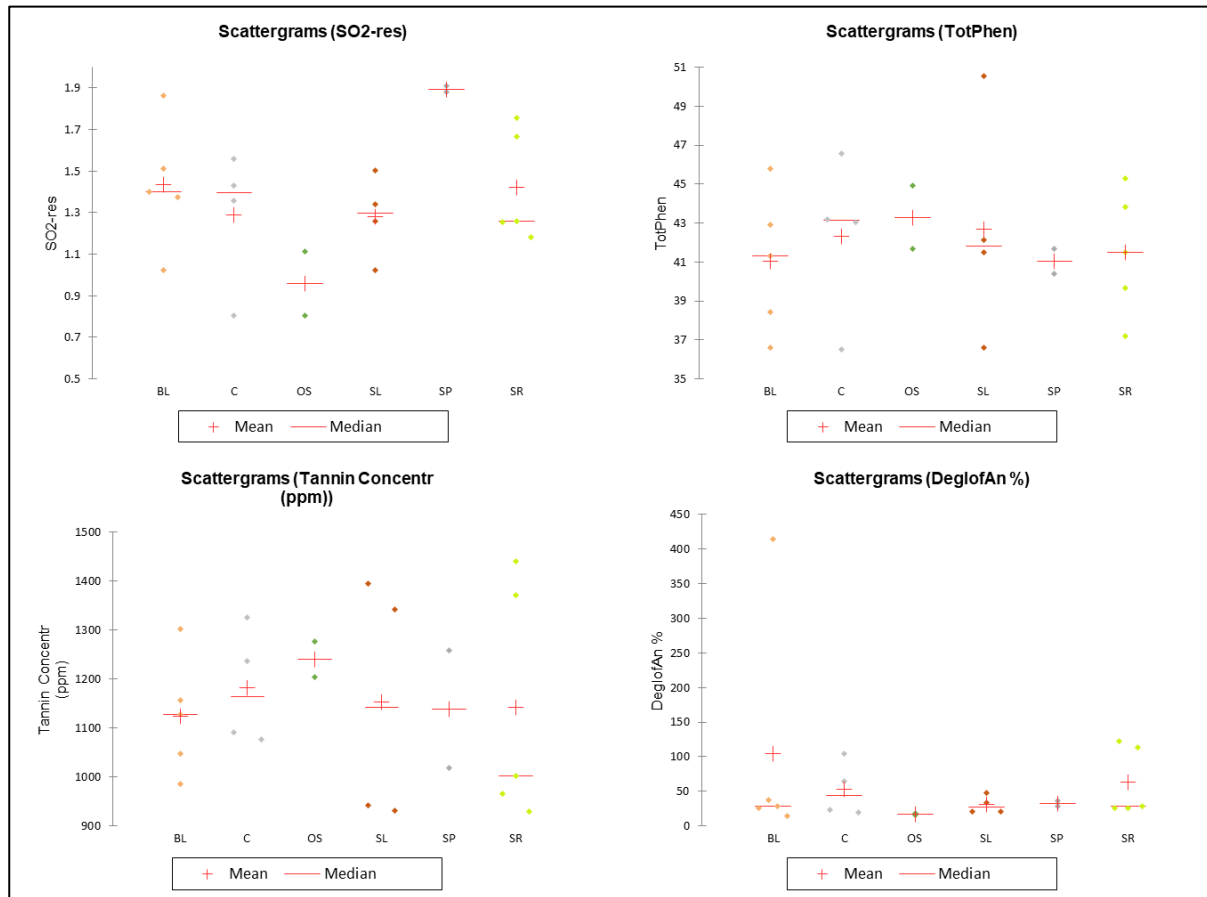 Scattergrams (SO2-res)
SO2-res
1.9
1.7
1.5
1.3
1.1
0.9
0.7
0.5
BL C OS SL SP SR
Mean Median
Scattergrams (TotPhen)
TotPhen
51
49
47
45
43
41
39
37
35
BL C OS SL SP SR
Mean Median
Scattergrams (Tannin Concentr
(ppm))
Tannin Concentr
(ppm)
1500
1400
1300
1200
1100
1000
900
BL C OS SL SP SR
Mean Median
Scattergrams (DeglofAn %)
DeglofAn %
450
400
350
300
250
200
150
100
50
0
BL C OS SL SP SR
Mean Median